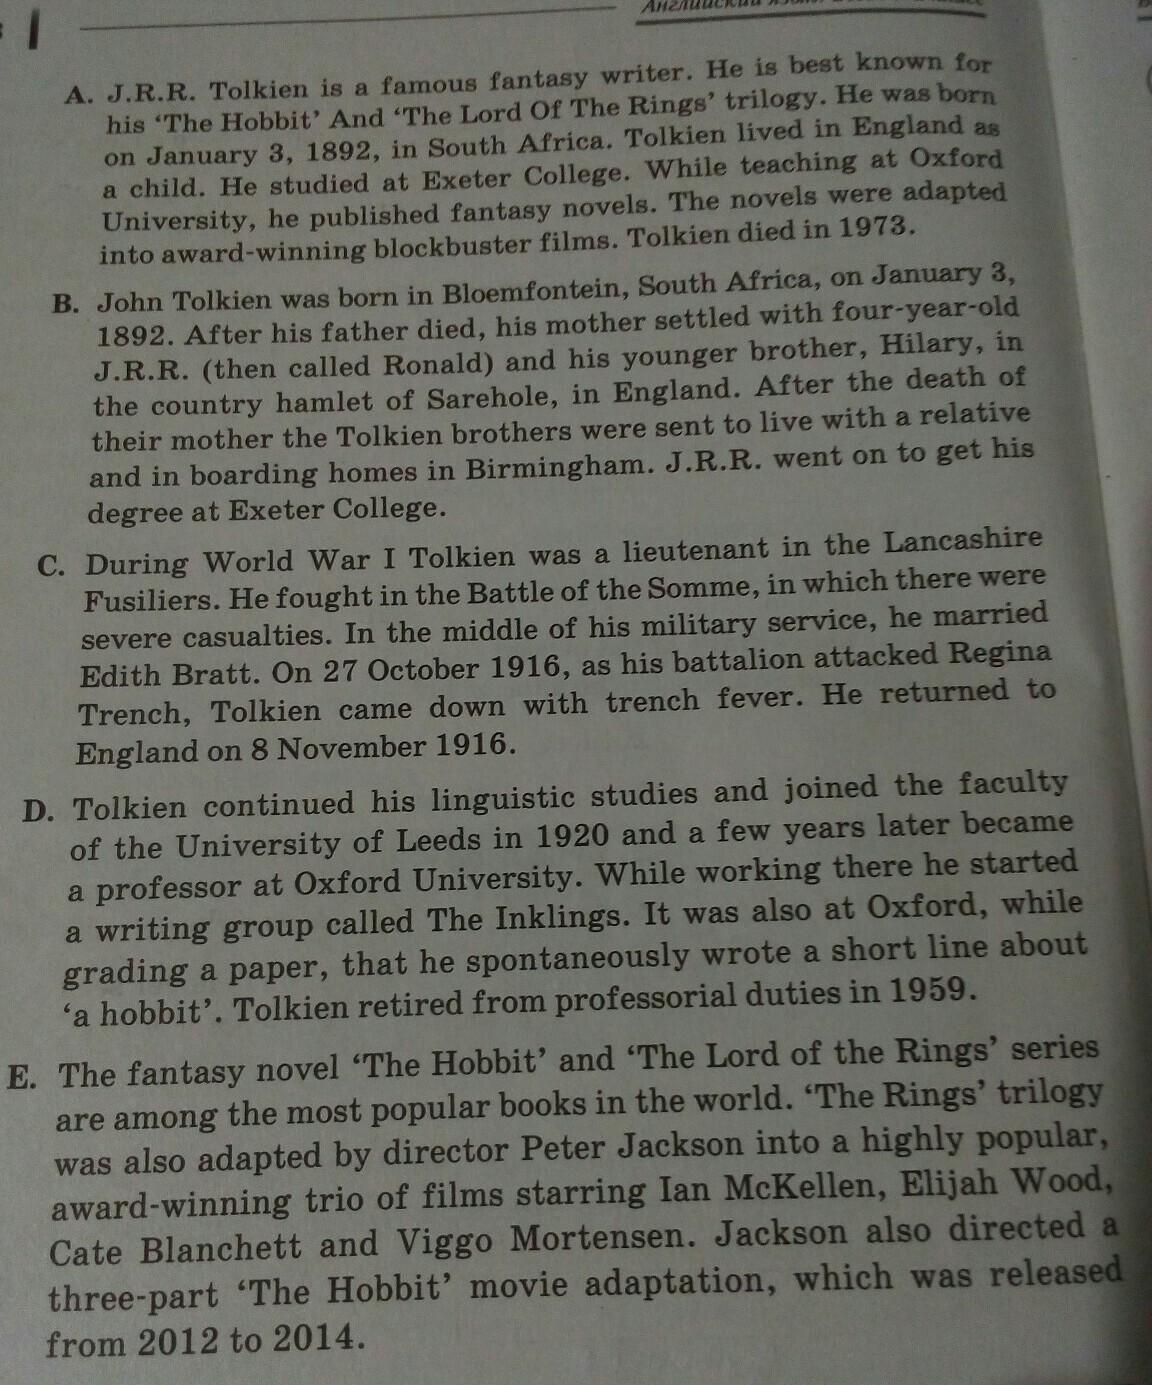 Английский
A. J.R.R. Tolkien is a famous fantasy writer. He is best known for
his ‘The Hobbit’ And ‘The Lord Of The Rings’ trilogy. He was born
on January 3, 1892, in South Africa. Tolkien lived in England as
a child. He studied at Exeter College. While teaching at Oxford
University, he published fantasy novels. The novels were adapted
into award-winning blockbuster films. Tolkien died in 1973.
B. John Tolkien was born in Bloemfontein, South Africa, on January 3,
1892. After his father died, his mother settled with four-year-old
J.R.R. (then called Ronald) and his younger brother, Hilary, in
the country hamlet of Sarehole, in England. After the death of
their mother the Tolkien brothers were sent to live with a relative
and in boarding homes in Birmingham. J.R.R. went on to get his
degree at Exeter College.
C. During World War I Tolkien was a lieutenant in the Lancashire
Fusiliers. He fought in the Battle of the Somme, in which there were
severe casualties. In the middle of his military service, he married
Edith Bratt. On 27 October 1916, as his battalion attacked Regina
Trench, Tolkien came down with trench fever. He returned to
England on 8 November 1916.
D. Tolkien continued his linguistic studies and joined the faculty
of the University of Leeds in 1920 and a few years later became
a professor at Oxford University. While working there he started
a writing group called The Inklings. It was also at Oxford, while
grading a paper, that he spontaneously wrote a short line about
‘a hobbit’. Tolkien retired from professorial duties in 1959.
E. The fantasy novel ‘The Hobbit’ and ‘The Lord of the Rings’ series
are among the most popular books in the world. ‘The Rings’ trilogy
was also adapted by director Peter Jackson into a highly popular,
award-winning trio of films starring Ian McKellen, Elijah Wood,
Cate Blanchett and Viggo Mortensen. Jackson also directed a
three-part ‘The Hobbit’ movie adaptation, which was released
from 2012 to 2014.